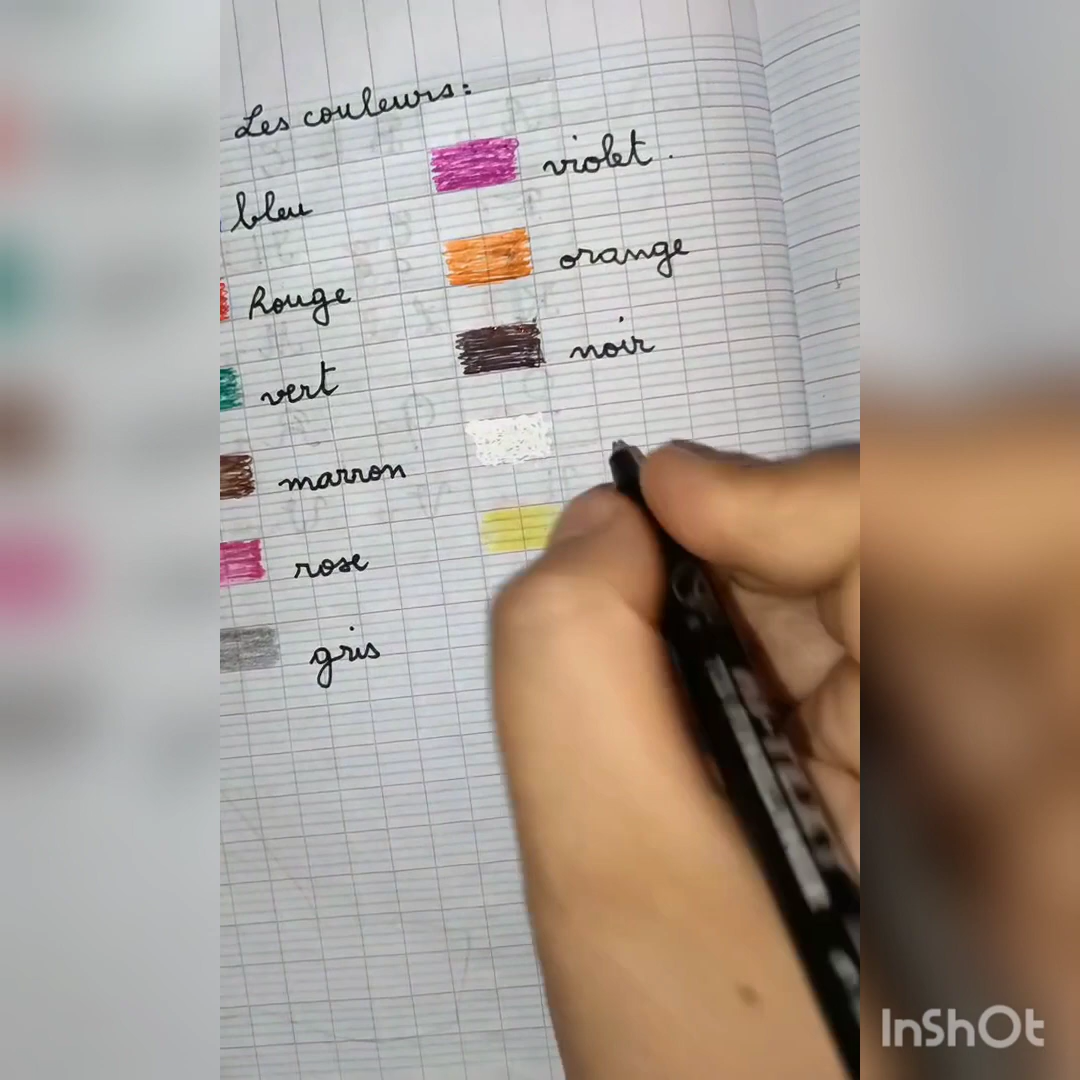 Les couleurs:
bleu
Rouge
vert
marron
rose
gris
violet.
orange
noir
InShOt